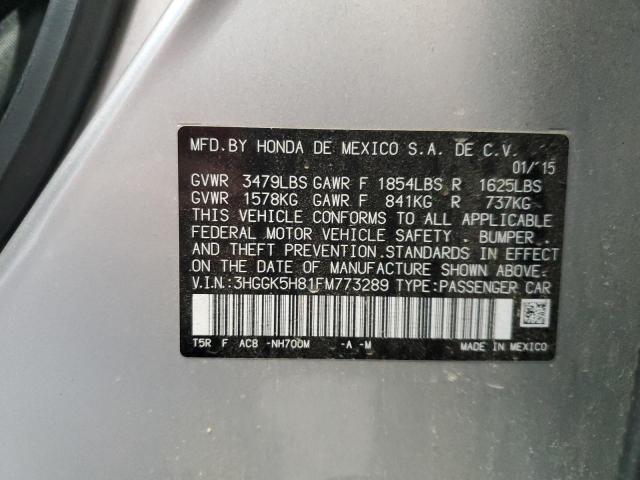 MFD.BY HONDA DE MEXICO S.A. DE C.V.
01/'15
GVWR 3479LBS GAWR F 1854LBS R 1625LBS
GVWR 1578KG GAWR F 841KG R 737KG
THIS VEHICLE CONFORMS TO ALL APPLICABLE
FEDERAL MOTOR VEHICLE SAFETY , BUMPER ,
AND THEFT PREVENTION STANDARDS IN EFFECT
ON THE DATE OF MANUFACTURE SHOWN ABOVE.
V.I.N.:3HGGK5H81FM773289 TYPE:PASSENGER CAR
T5R F AC8 -NH700M -A -M MADE IN MEXICO